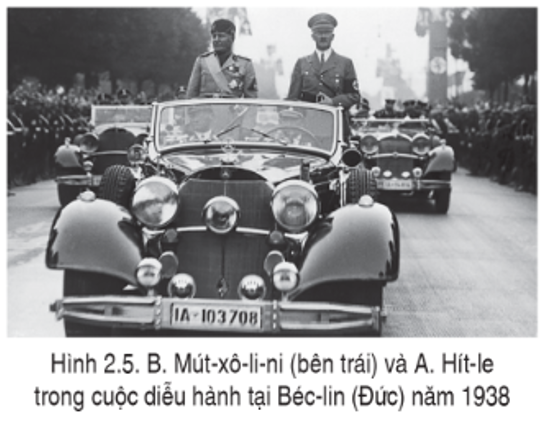 IA-103708
Hình 2.5. B. Mút-xô-li-ni (bên trái) và A. Hít-le
trong cuộc diễu hành tại Béc-lin (Đức) năm 1938